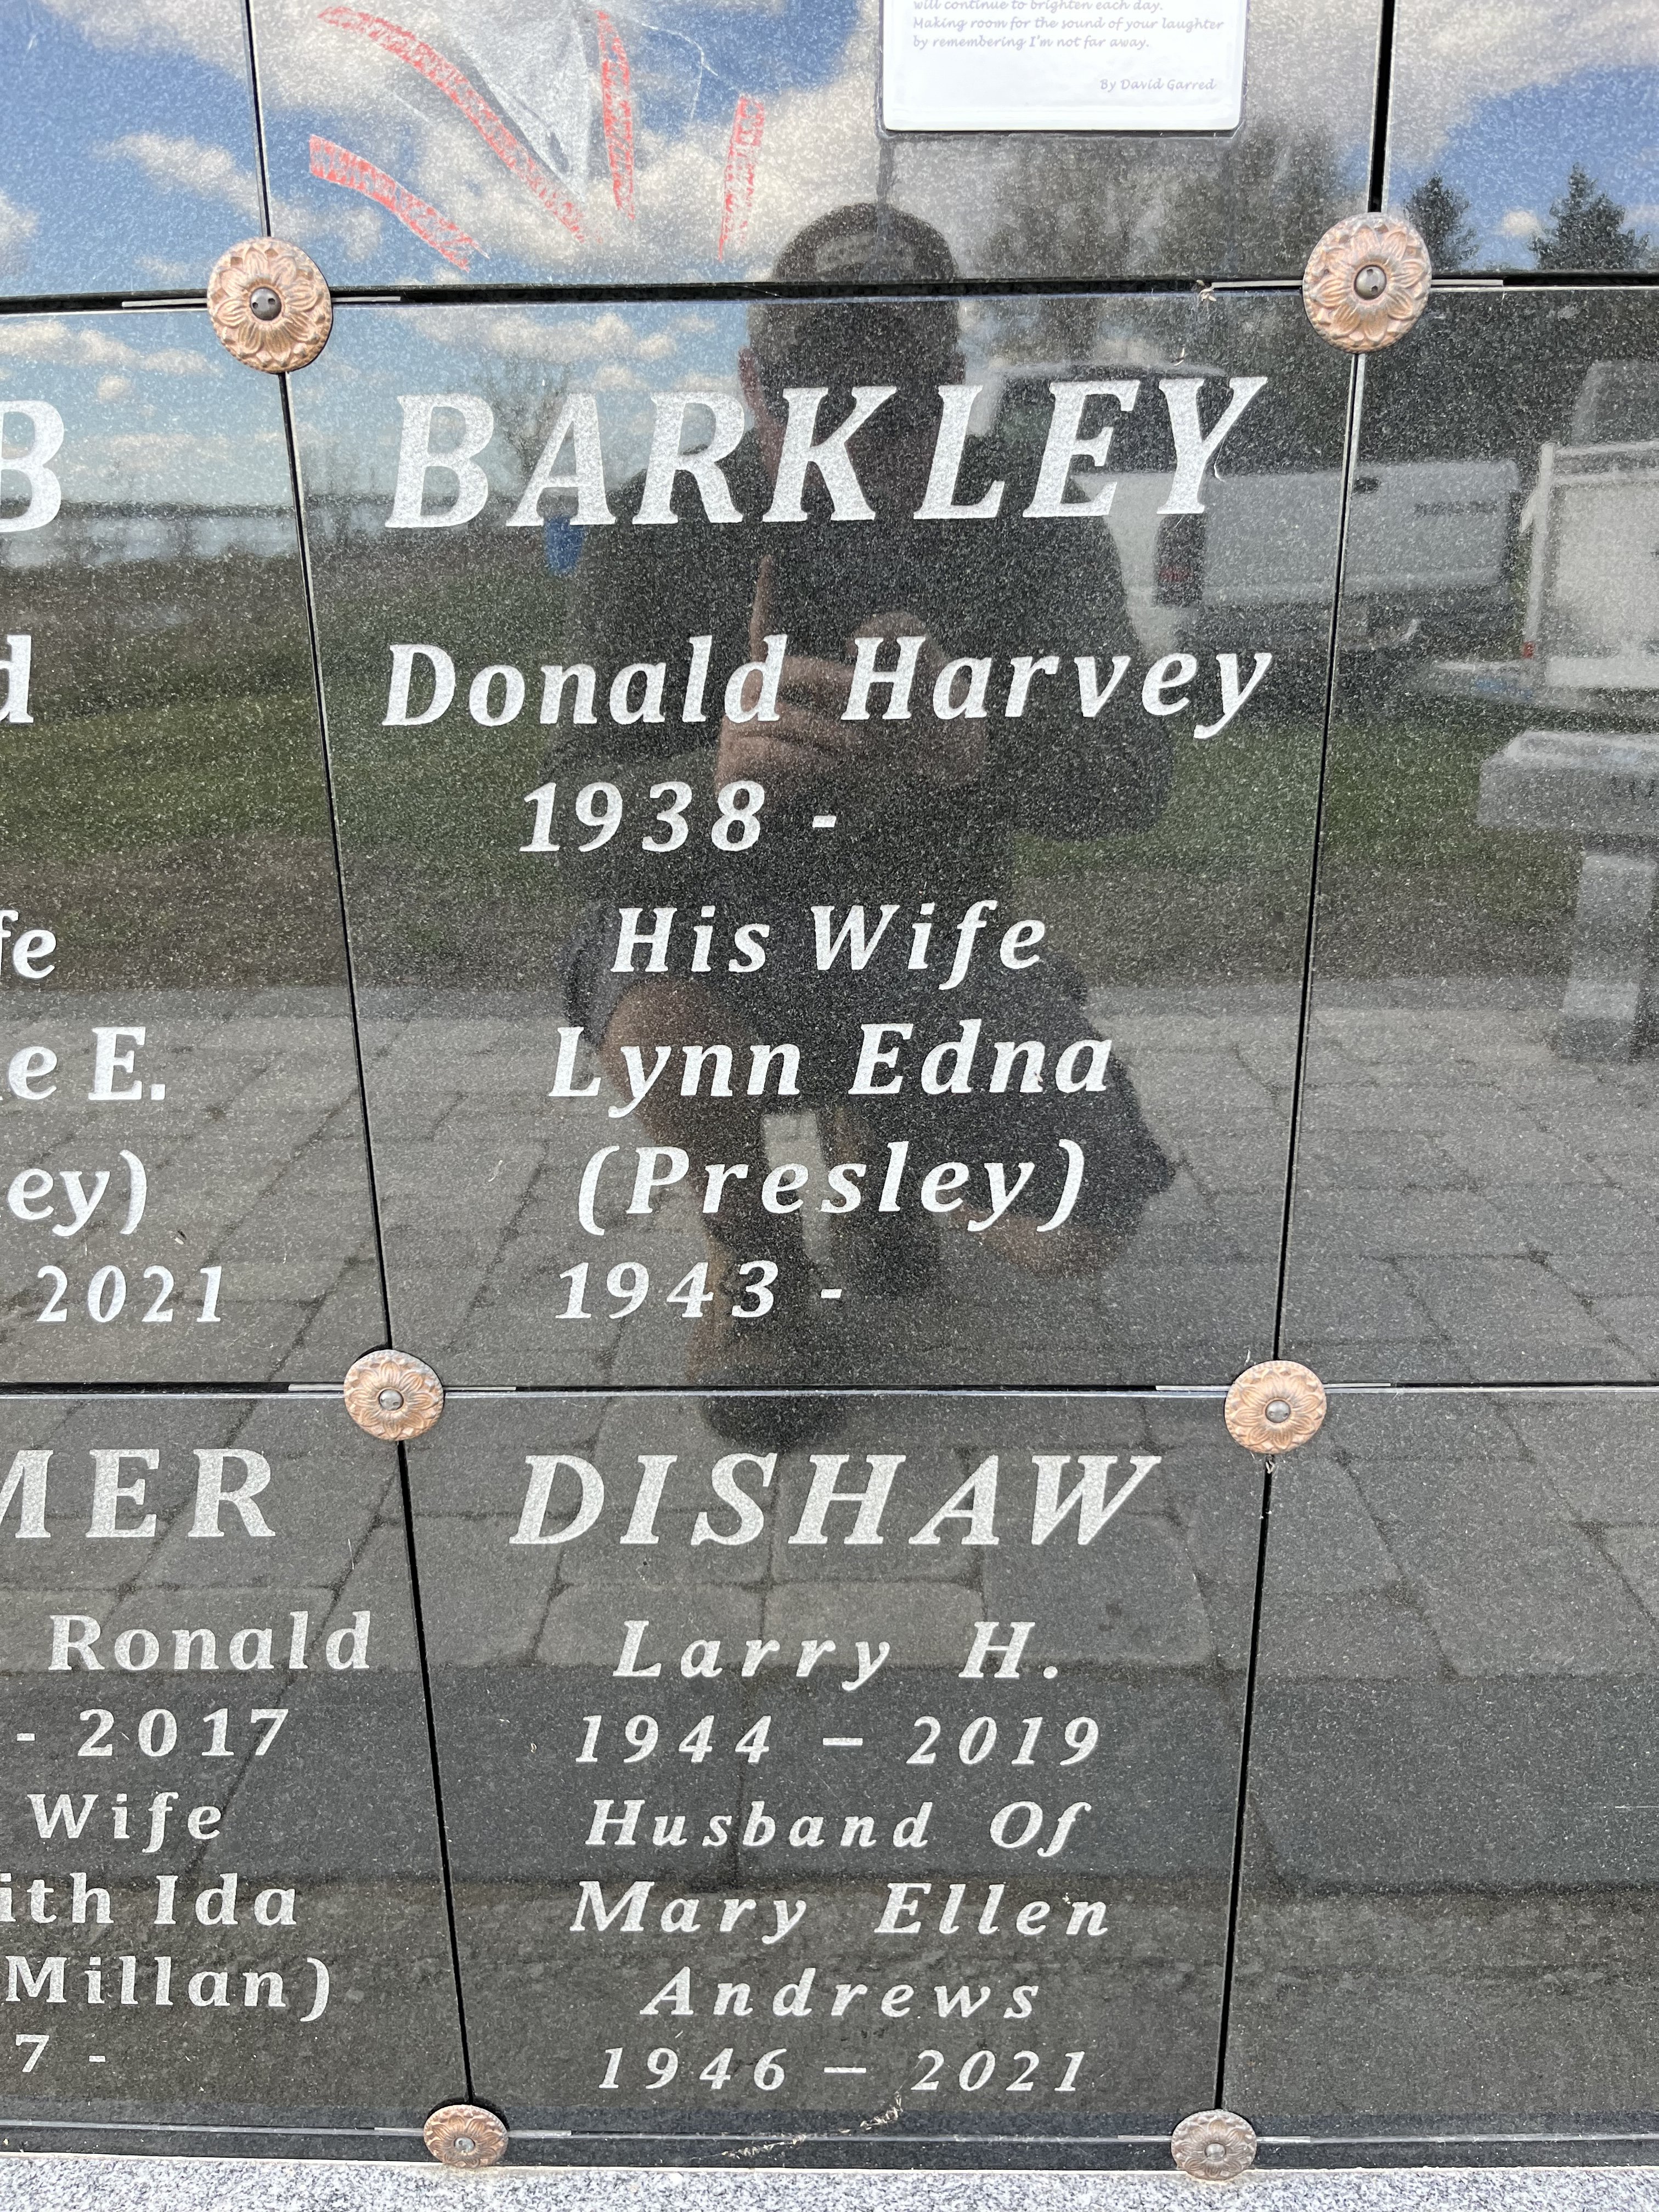 will continue to brighten each day.
Making room for the sound of your laughter
by remembering I'm not far away.
By David Garred
B
d
fe
e E.
ey)
2021
BARKLEY
Donald Harvey
1938 -
His Wife
Lynn Edna
(Presley)
1943 -
MER
Ronald
- 2017
Wife
ith Ida
Millan)
7 -
DISHAW
Larry H.
1944 – 2019
Husband Of
Mary Ellen
Andrews
1946 – 2021